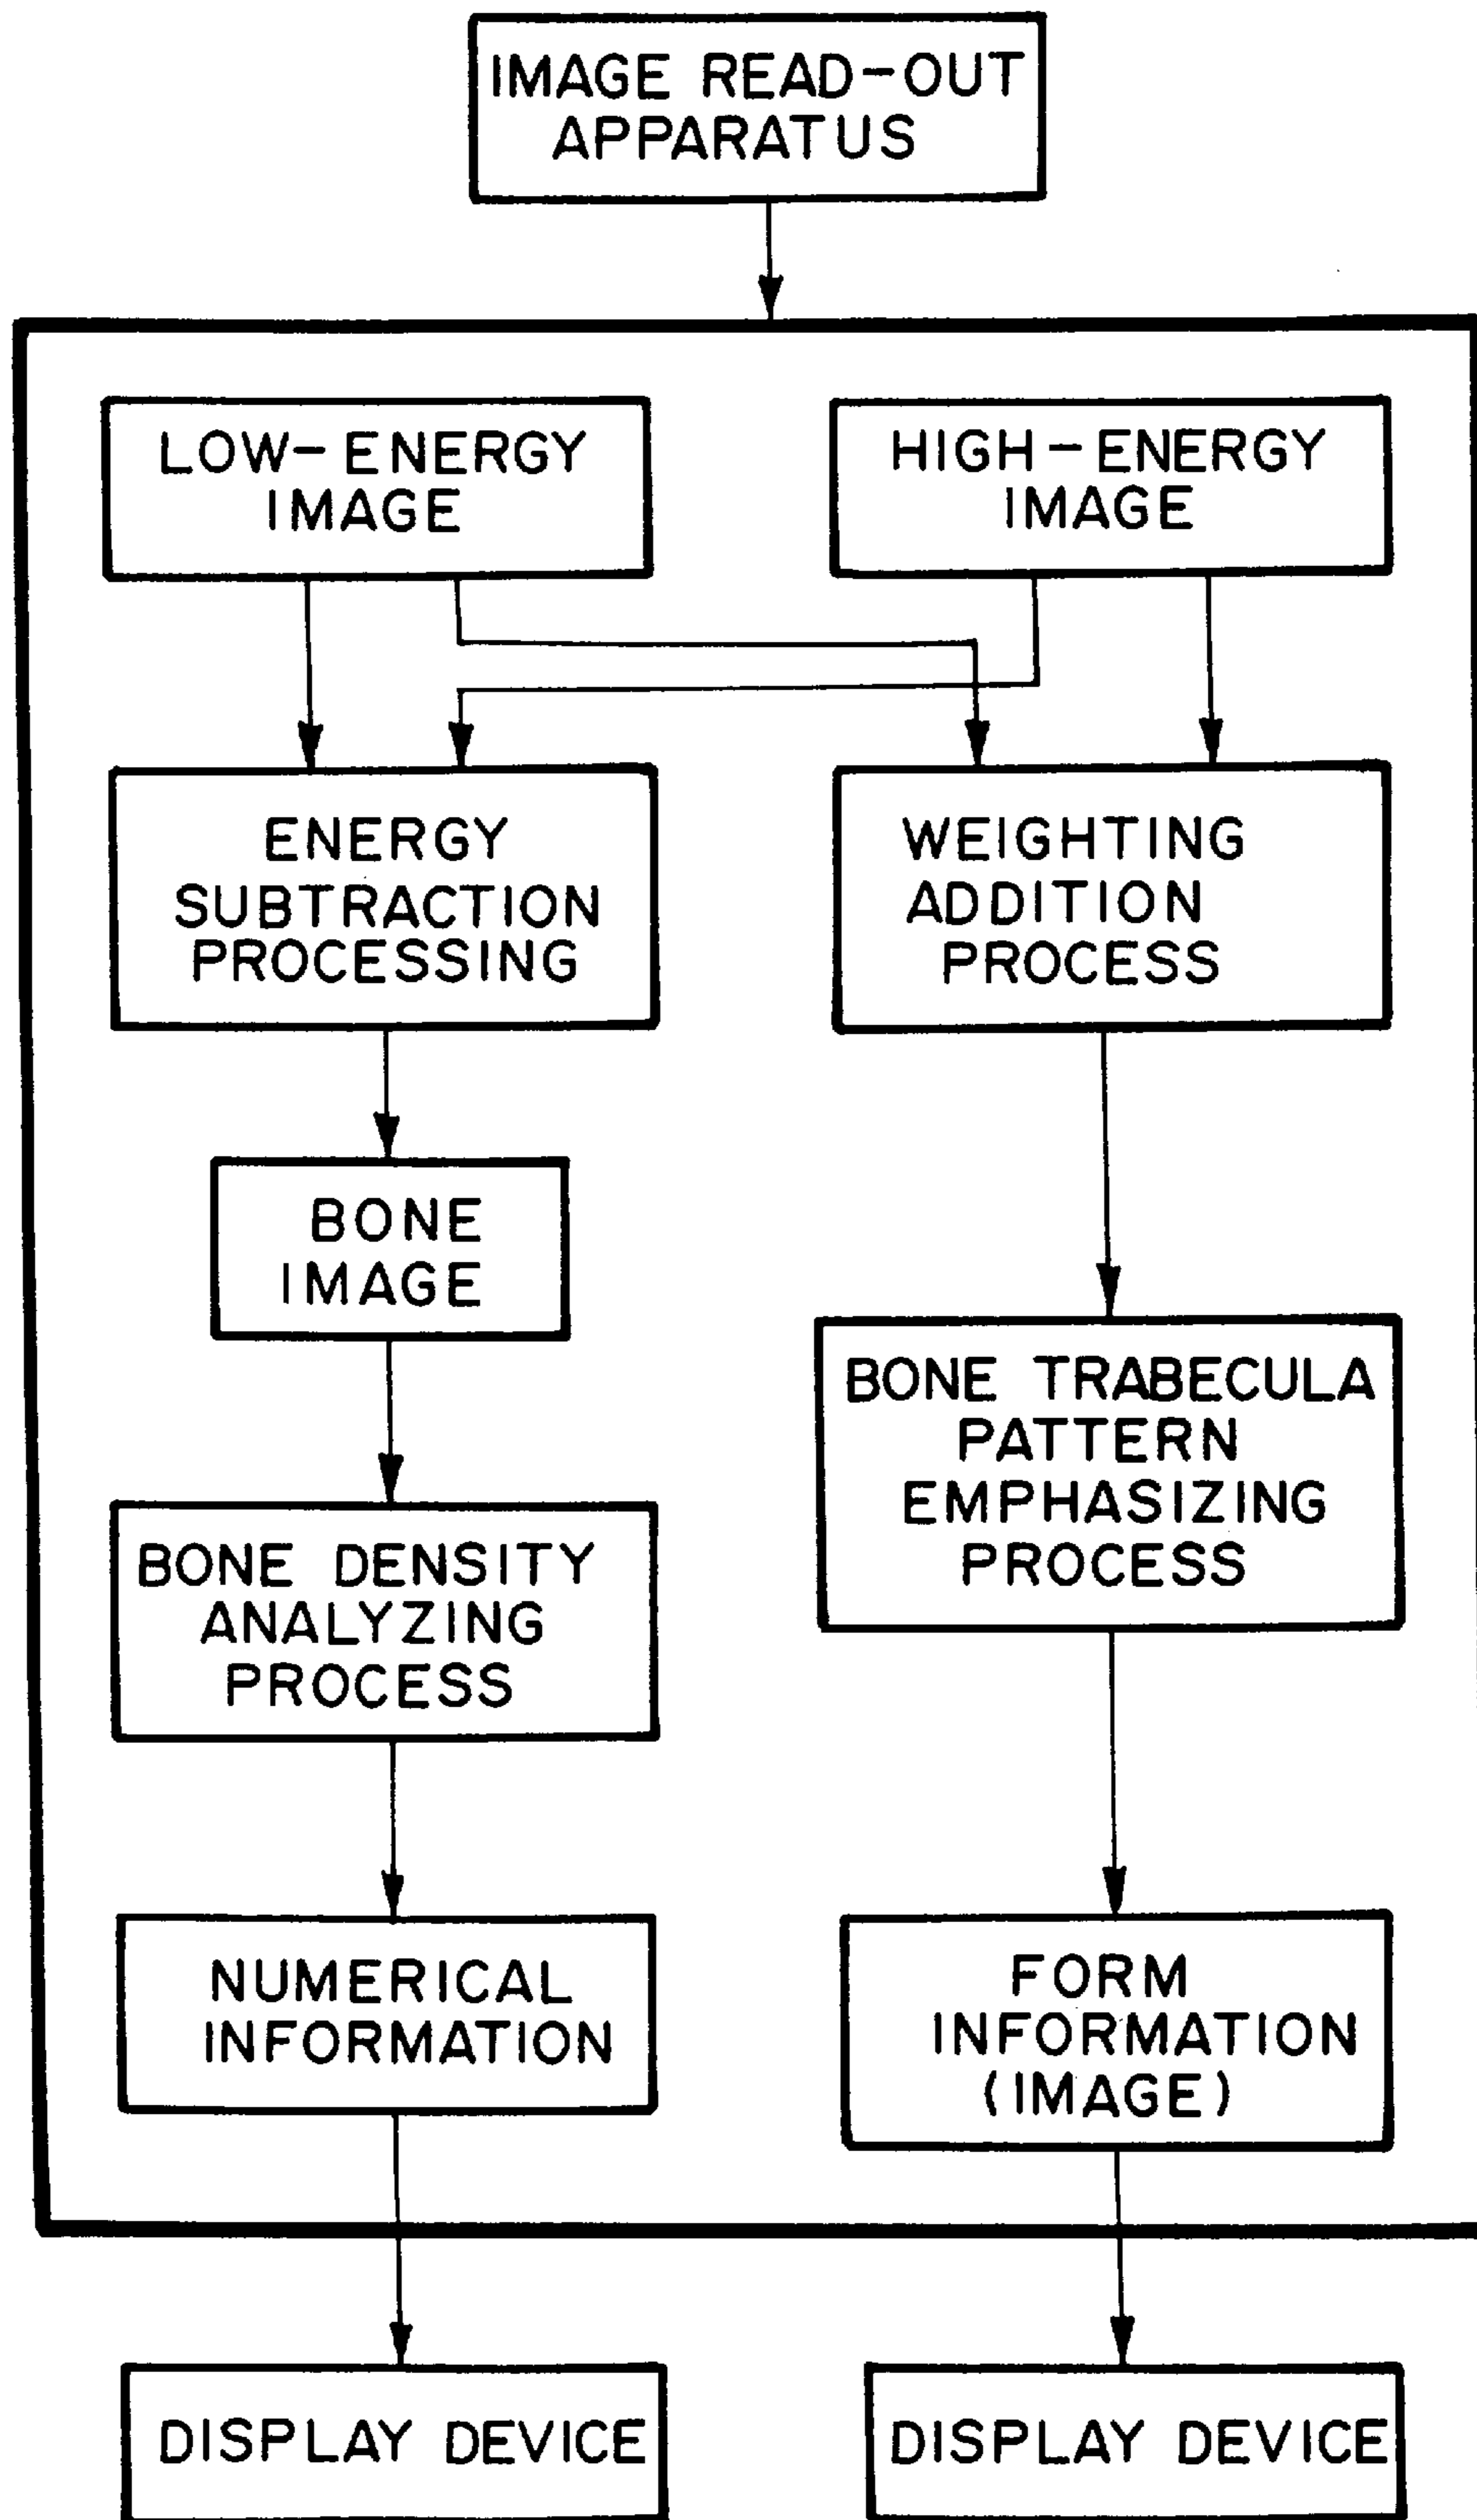 IMAGE READ-OUT
APPARATUS
LOW-ENERGY
IMAGE
HIGH-ENERGY
IMAGE
ENERGY
SUBTRACTION
PROCESSING
WEIGHTING
ADDITION
PROCESS
BONE
IMAGE
BONE TRABECULA
PATTERN
EMPHASIZING
PROCESS
BONE DENSITY
ANALYZING
PROCESS
NUMERICAL
INFORMATION
FORM
INFORMATION
(IMAGE)
DISPLAY DEVICE
DISPLAY DEVICE